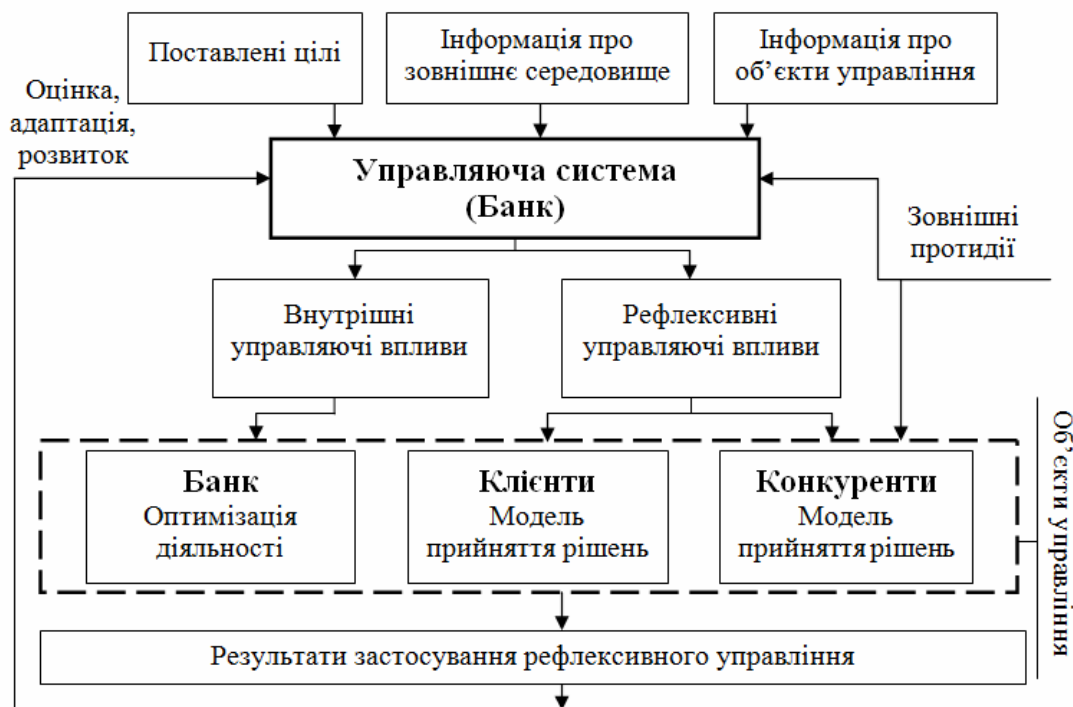 Поставлені цілі
Інформація про
зовнішнє середовище
Інформація про
об’єкти управління
Оцінка,
адаптація,
розвиток
Управляюча система
(Банк)
Зовнішні
протидії
Внутрішні
управляючі впливи
Рефлексивні
управляючі впливи
Банк
Оптимізація
діяльності
Клієнти
Модель
прийняття рішень
Конкуренти
Модель
прийняття рішень
Об’єкти управління
Результати застосування рефлексивного управління